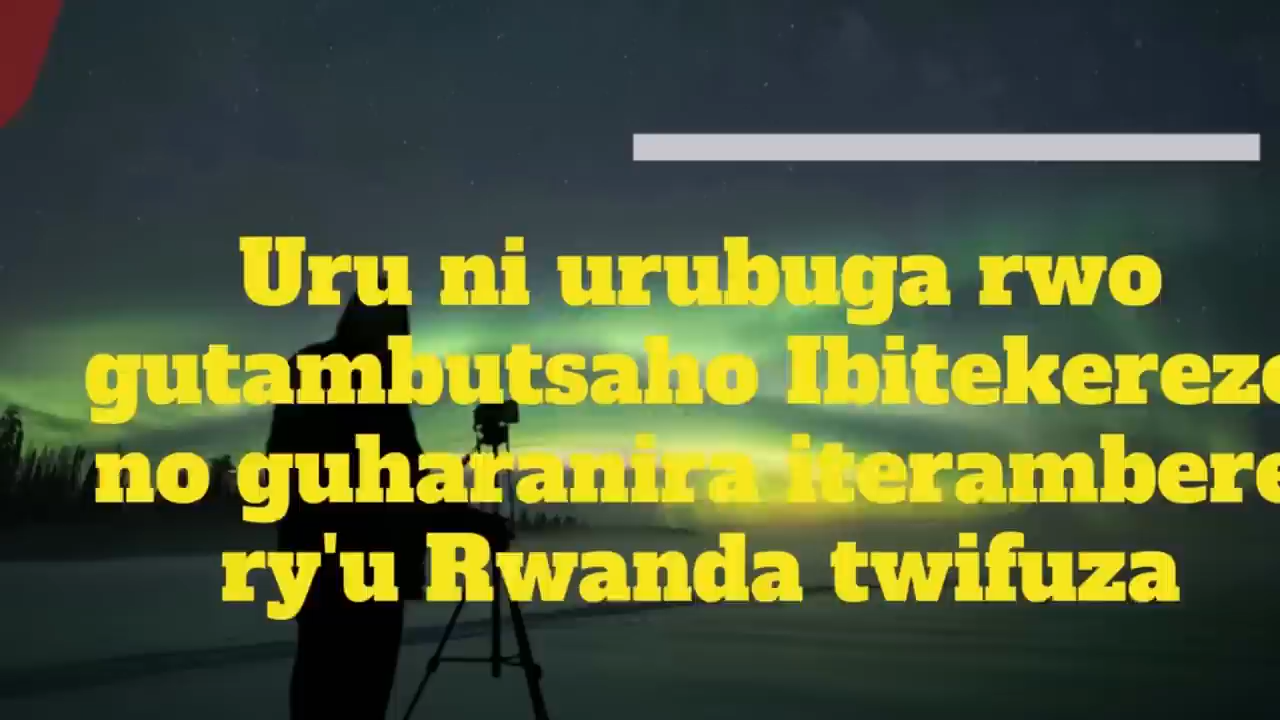 Uru ni urubuga rwo
gutambutsaho Ibitekerezo
no guharanira iterambere
ry'u Rwanda twifuza